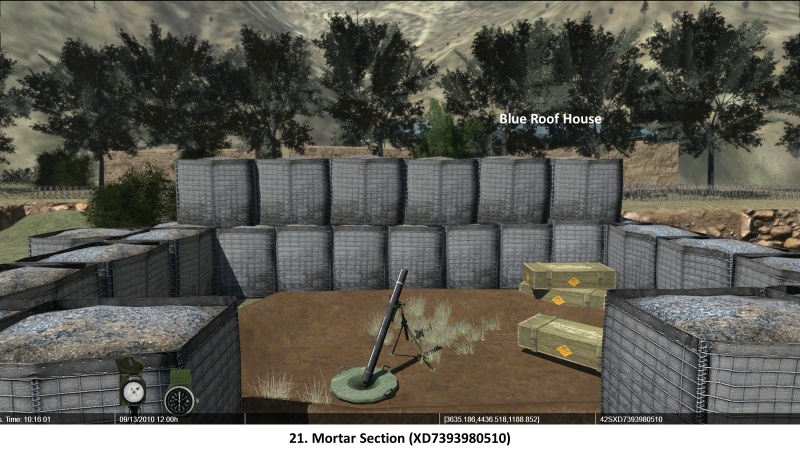 Blue Roof House
s. Time: 10:16:01 09/13/2010 12:00h [3635.186,4436.518,1188.852] 42SXD7393980510
21. Mortar Section (XD7393980510)